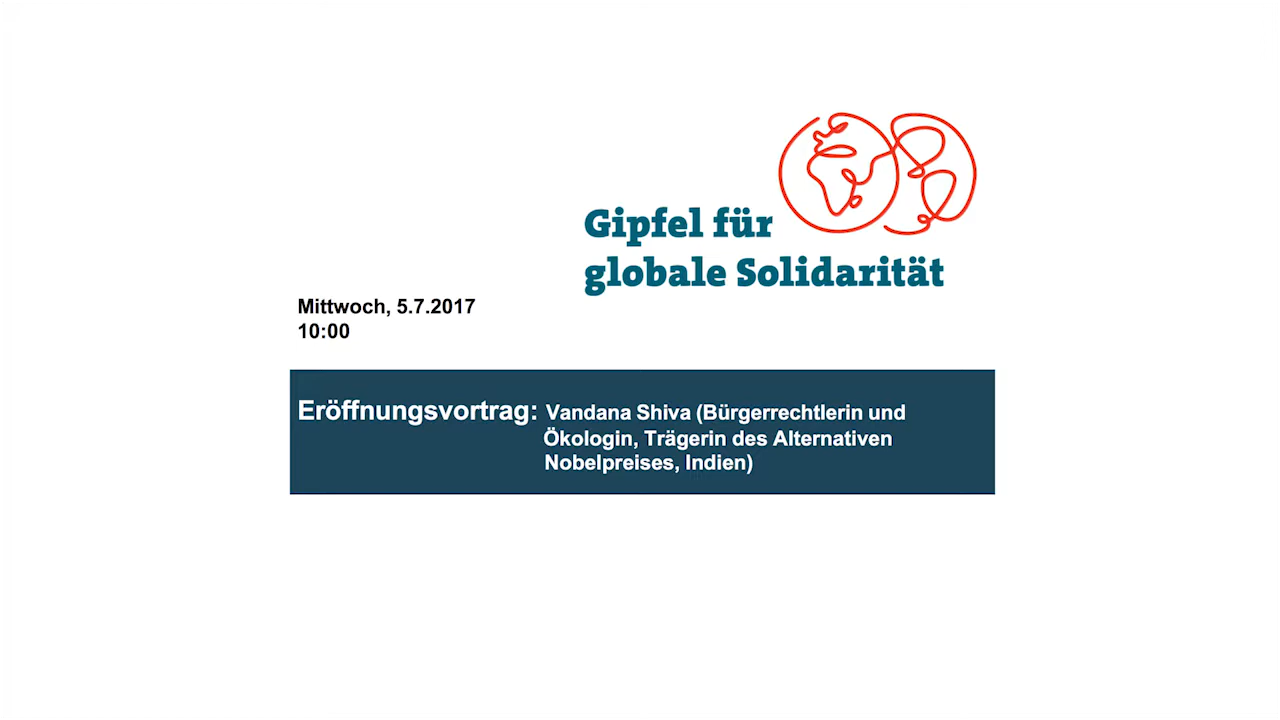 Gipfel für
globale Solidarität
Mittwoch, 5.7.2017
10:00
Eröffnungsvortrag: Vandana Shiva (Bürgerrechtlerin und
Ökologin, Trägerin des Alternativen
Nobelpreises, Indien)